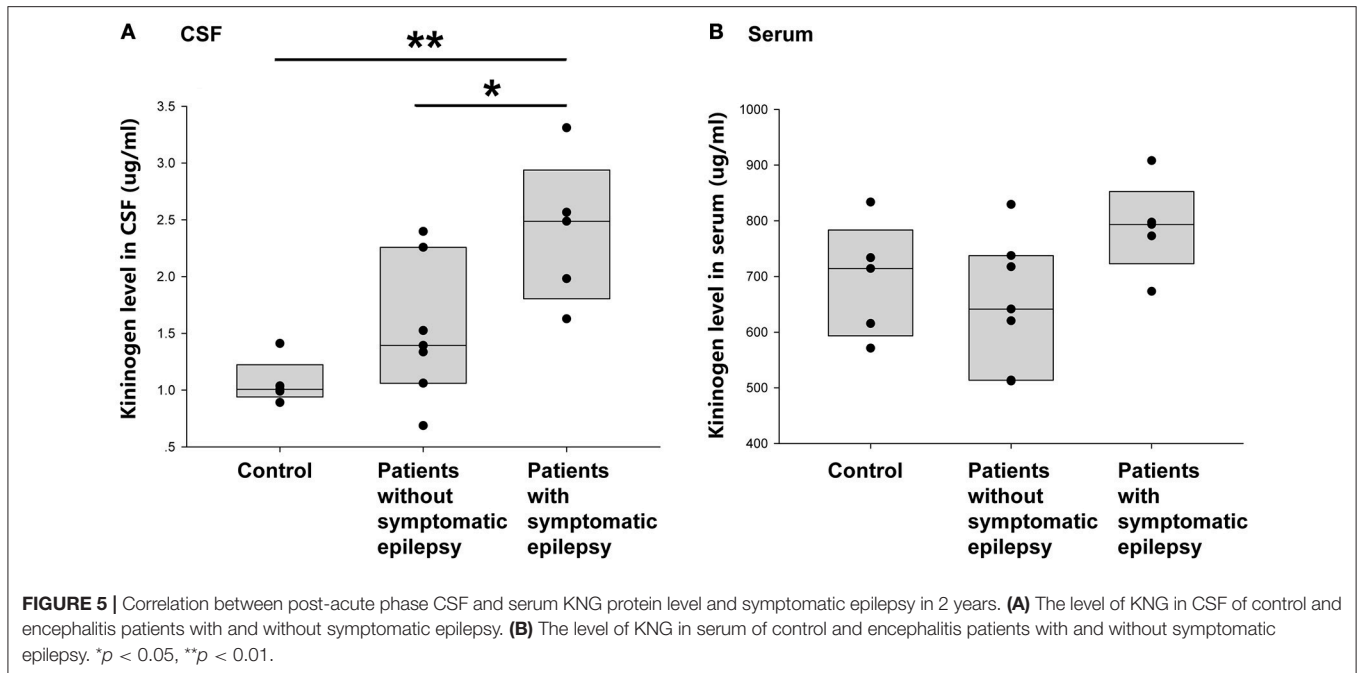 A CSF
**
*
Kininogen level in CSF (ug/ml)
3.5
3.0
2.5
2.0
1.5
1.0
.5
Control
Patients
without
symptomatic
epilepsy
Patients
with
symptomatic
epilepsy
B Serum
Kininogen level in serum (ug/ml)
1000
900
800
700
600
500
400
Control
Patients
without
symptomatic
epilepsy
Patients
with
symptomatic
epilepsy
FIGURE 5 | Correlation between post-acute phase CSF and serum KNG protein level and symptomatic epilepsy in 2 years. (A) The level of KNG in CSF of control and
encephalitis patients with and without symptomatic epilepsy. (B) The level of KNG in serum of control and encephalitis patients with and without symptomatic
epilepsy. *p < 0.05, **p < 0.01.